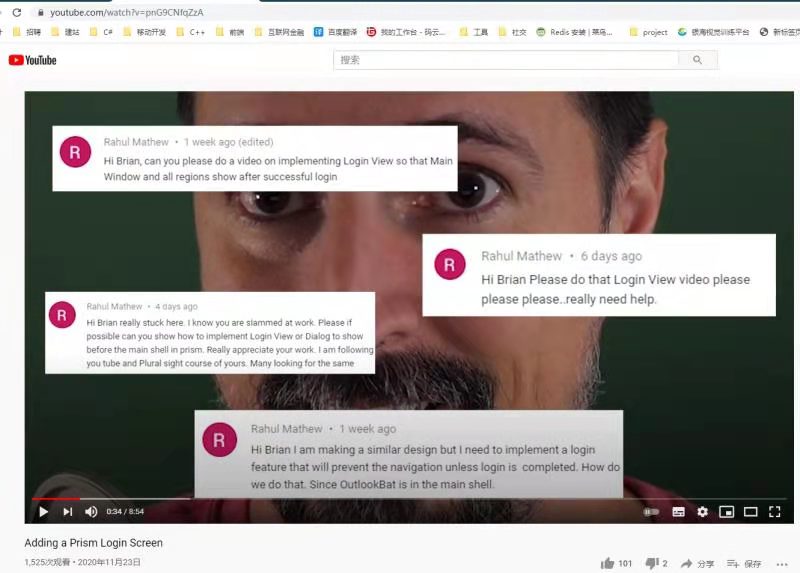 youtube.com/watch?v=pnG9CNfqZzA
招聘 建站 C# 移动开发 C++ 前端 互联网金融 百度翻译 我的工作台 - 码云... 工具 社交 Redis 安装 | 菜鸟... project 银海视觉训练平台 新标签页
YouTube 搜索
R Rahul Mathew • 1 week ago (edited)
Hi Brian, can you please do a video on implementing Login View so that Main
Window and all regions show after successful login
R Rahul Mathew • 6 days ago
Hi Brian Please do that Login View video please
please please..really need help.
R Rahul Mathew • 4 days ago
Hi Brian really stuck here. I know you are slammed at work. Please if
possible can you show how to implement Login View or Dialog to show
before the main shell in prism. Really appreciate your work. I am following
you tube and Plural sight course of yours. Many looking for the same
R Rahul Mathew • 1 week ago
Hi Brian I am making a similar design but I need to implement a login
feature that will prevent the navigation unless login is completed. How do
we do that. Since OutlookBat is in the main shell.
0:34 / 8:54
Adding a Prism Login Screen
1,525次观看 • 2020年11月23日
101 2 分享 保存